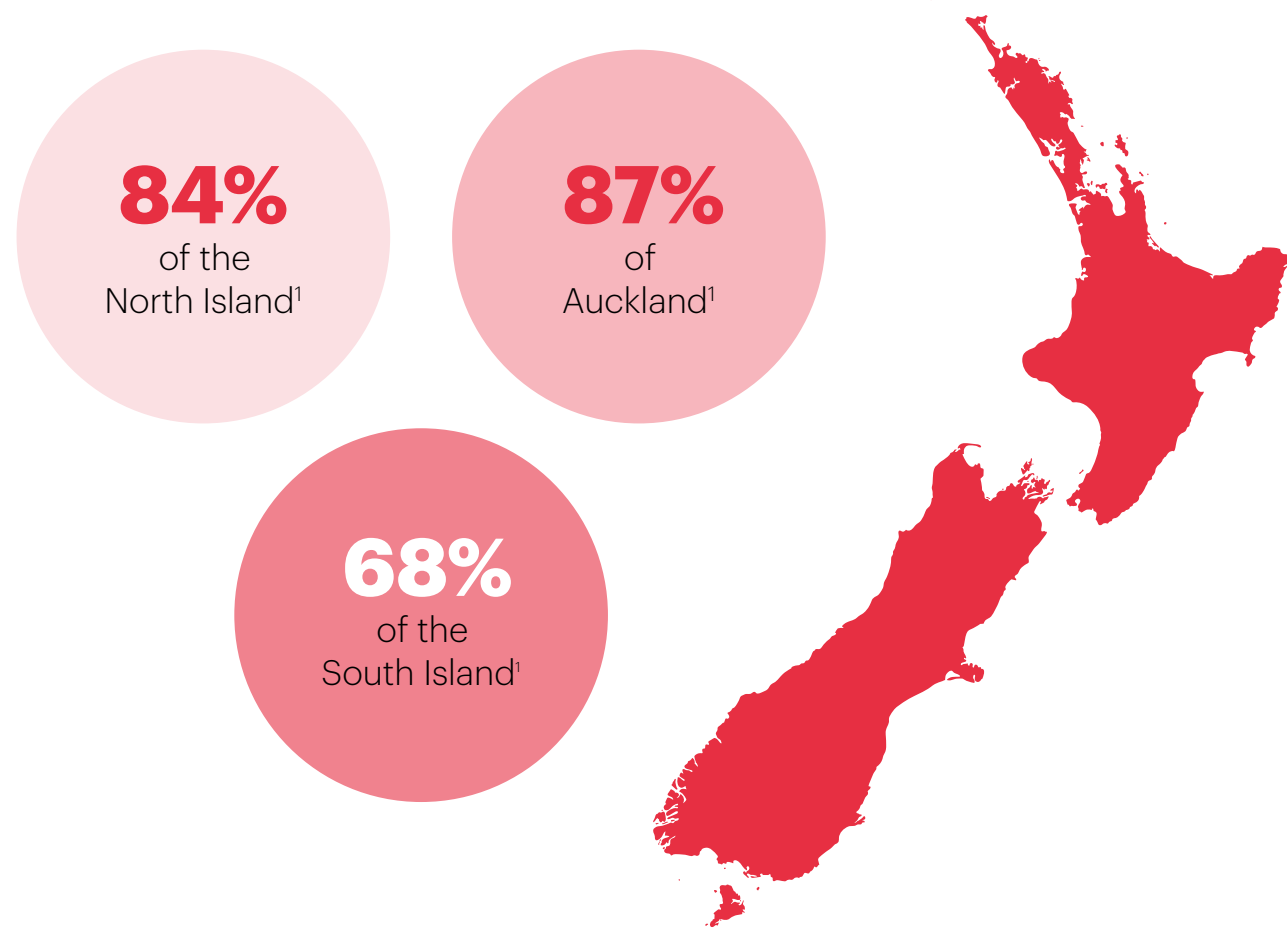 84%
of the
North Island¹
87%
of
Auckland¹
68%
of the
South Island¹